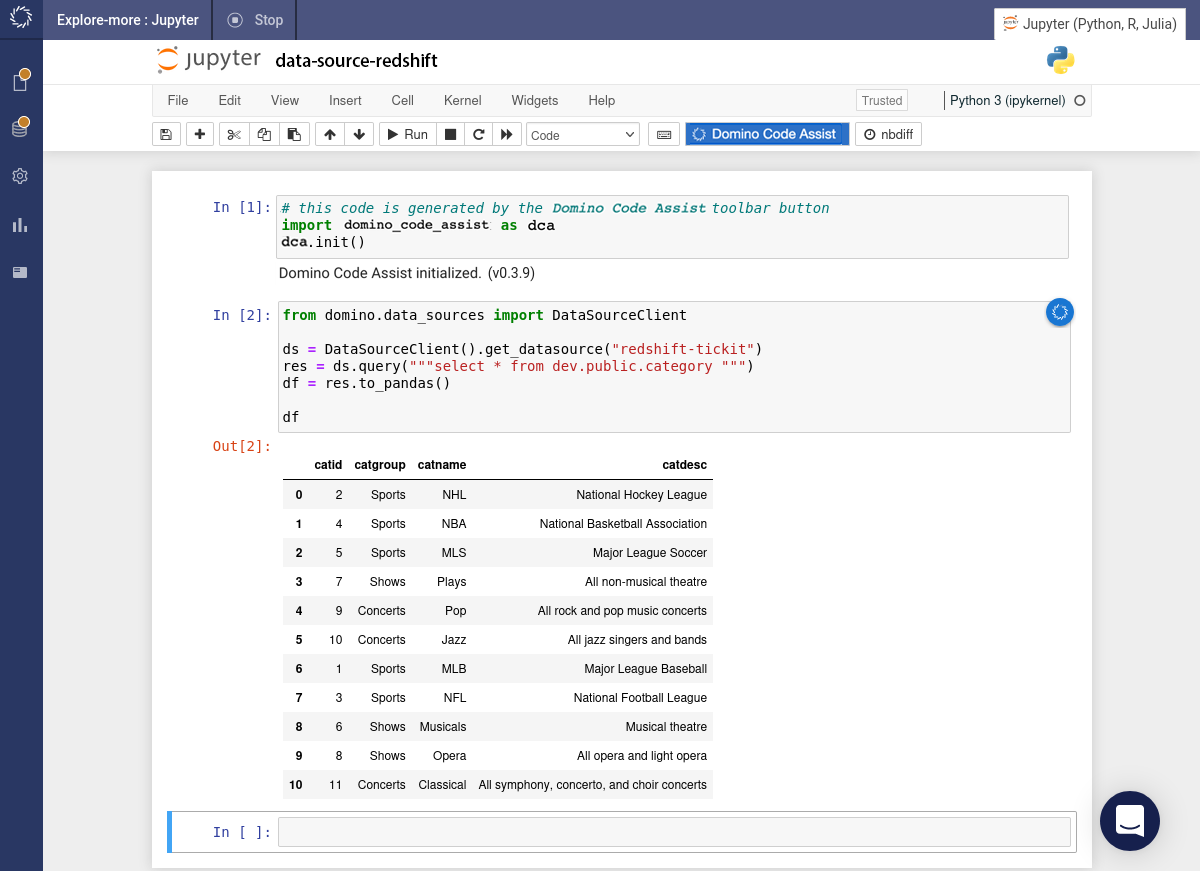 Explore-more : Jupyter Stop Jupyter (Python, R, Julia)
jupyter data-source-redshift
File Edit View Insert Cell Kernel Widgets Help Trusted Python 3 (ipykernel)
Run Code Domino Code Assist nbdiff
In [1]: # this code is generated by the Domino Code Assist toolbar button
import domino_code_assist as dca
dca.init()
Domino Code Assist initialized. (v0.3.9)
In [2]: from domino.data_sources import DataSourceClient
ds = DataSourceClient().get_datasource("redshift-tickit")
res = ds.query("""select * from dev.public.category """)
df = res.to_pandas()
df
Out[2]:
catid catgroup catname catdesc
0 2 Sports NHL National Hockey League
1 4 Sports NBA National Basketball Association
2 5 Sports MLS Major League Soccer
3 7 Shows Plays All non-musical theatre
4 9 Concerts Pop All rock and pop music concerts
5 10 Concerts Jazz All jazz singers and bands
6 1 Sports MLB Major League Baseball
7 3 Sports NFL National Football League
8 6 Shows Musicals Musical theatre
9 8 Shows Opera All opera and light opera
10 11 Concerts Classical All symphony, concerto, and choir concerts
In [ ]: